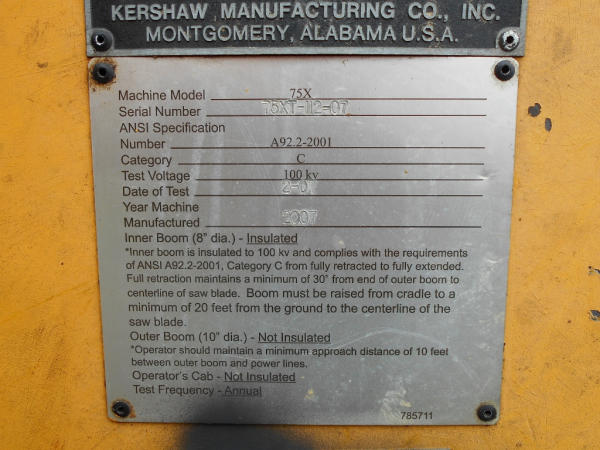 KERSHAW MANUFACTURING CO., INC.
MONTGOMERY, ALABAMA U.S.A.
Machine Model 75X
Serial Number 75XT-112-07
ANSI Specification
Number A92.2-2001
Category C
Test Voltage 100 kv
Date of Test 2-07
Year Machine
Manufactured 2007
Inner Boom (8" dia.) - Insulated
*Inner boom is insulated to 100 kv and complies with the requirements
of ANSI A92.2-2001, Category C from fully retracted to fully extended.
Full retraction maintains a minimum of 30" from end of outer boom to
centerline of saw blade. Boom must be raised from cradle to a
minimum of 20 feet from the ground to the centerline of the
saw blade.
Outer Boom (10" dia.) - Not Insulated
*Operator should maintain a minimum approach distance of 10 feet
between outer boom and power lines.
Operator's Cab - Not Insulated
Test Frequency - Annual
785711